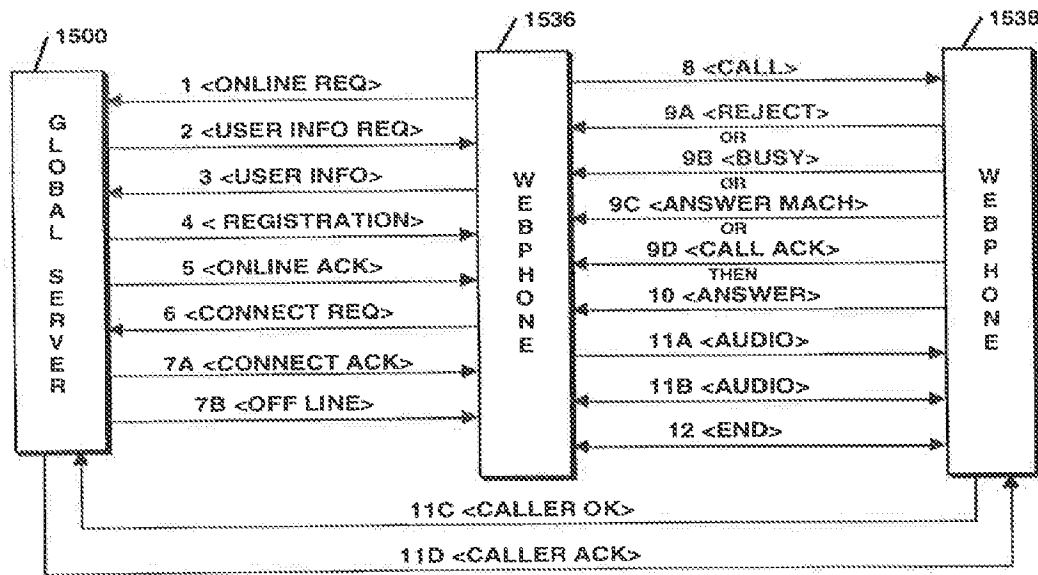 1500
1536
1538
GLOBAL SERVER
WEBPHONE
WEBPHONE
1 <ONLINE REQ>
2 <USER INFO REQ>
3 <USER INFO>
4 < REGISTRATION>
5 <ONLINE ACK>
6 <CONNECT REQ>
7A <CONNECT ACK>
7B <OFF LINE>
8 <CALL>
9A <REJECT>
OR
9B <BUSY>
OR
9C <ANSWER MACH>
OR
9D <CALL ACK>
THEN
10 <ANSWER>
11A <AUDIO>
11B <AUDIO>
12 <END>
11C <CALLER OK>
11D <CALLER ACK>